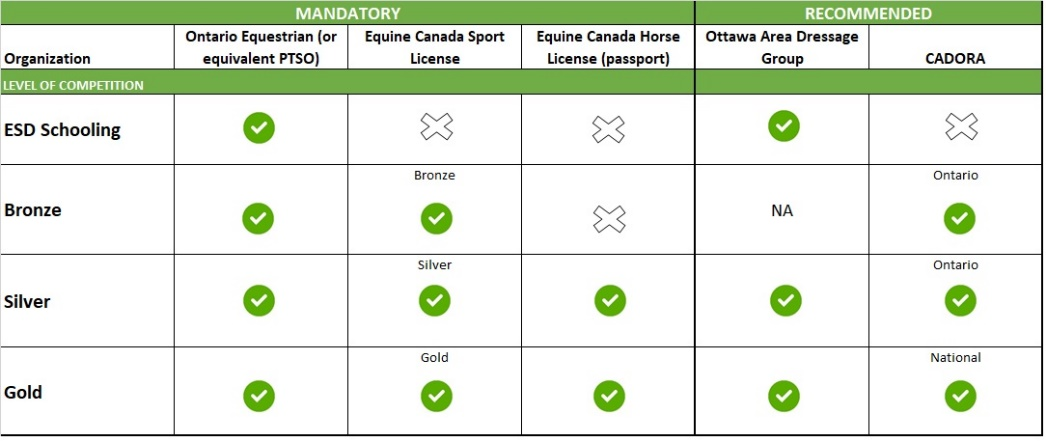 MANDATORY RECOMMENDED
Organization Ontario Equestrian (or equivalent PTSO) Equine Canada Sport License Equine Canada Horse License (passport) Ottawa Area Dressage Group CADORA
LEVEL OF COMPETITION
ESD Schooling
Bronze Ontario
Bronze NA
Silver Ontario
Silver
Gold National
Gold